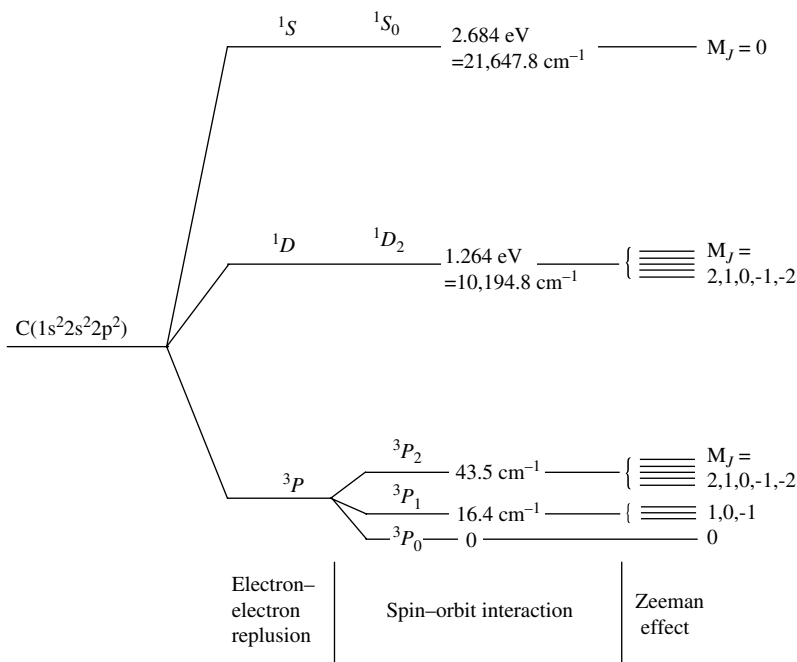 ¹S ¹S₀ 2.684 eV
=21,647.8 cm⁻¹
M_J = 0
¹D ¹D₂ 1.264 eV
=10,194.8 cm⁻¹
M_J =
2,1,0,-1,-2
C(1s²2s²2p²)
³P
³P₂ 43.5 cm⁻¹
M_J =
2,1,0,-1,-2
³P₁ 16.4 cm⁻¹ 1,0,-1
³P₀ 0 0
Electron–
electron
replusion
Spin–orbit interaction
Zeeman
effect